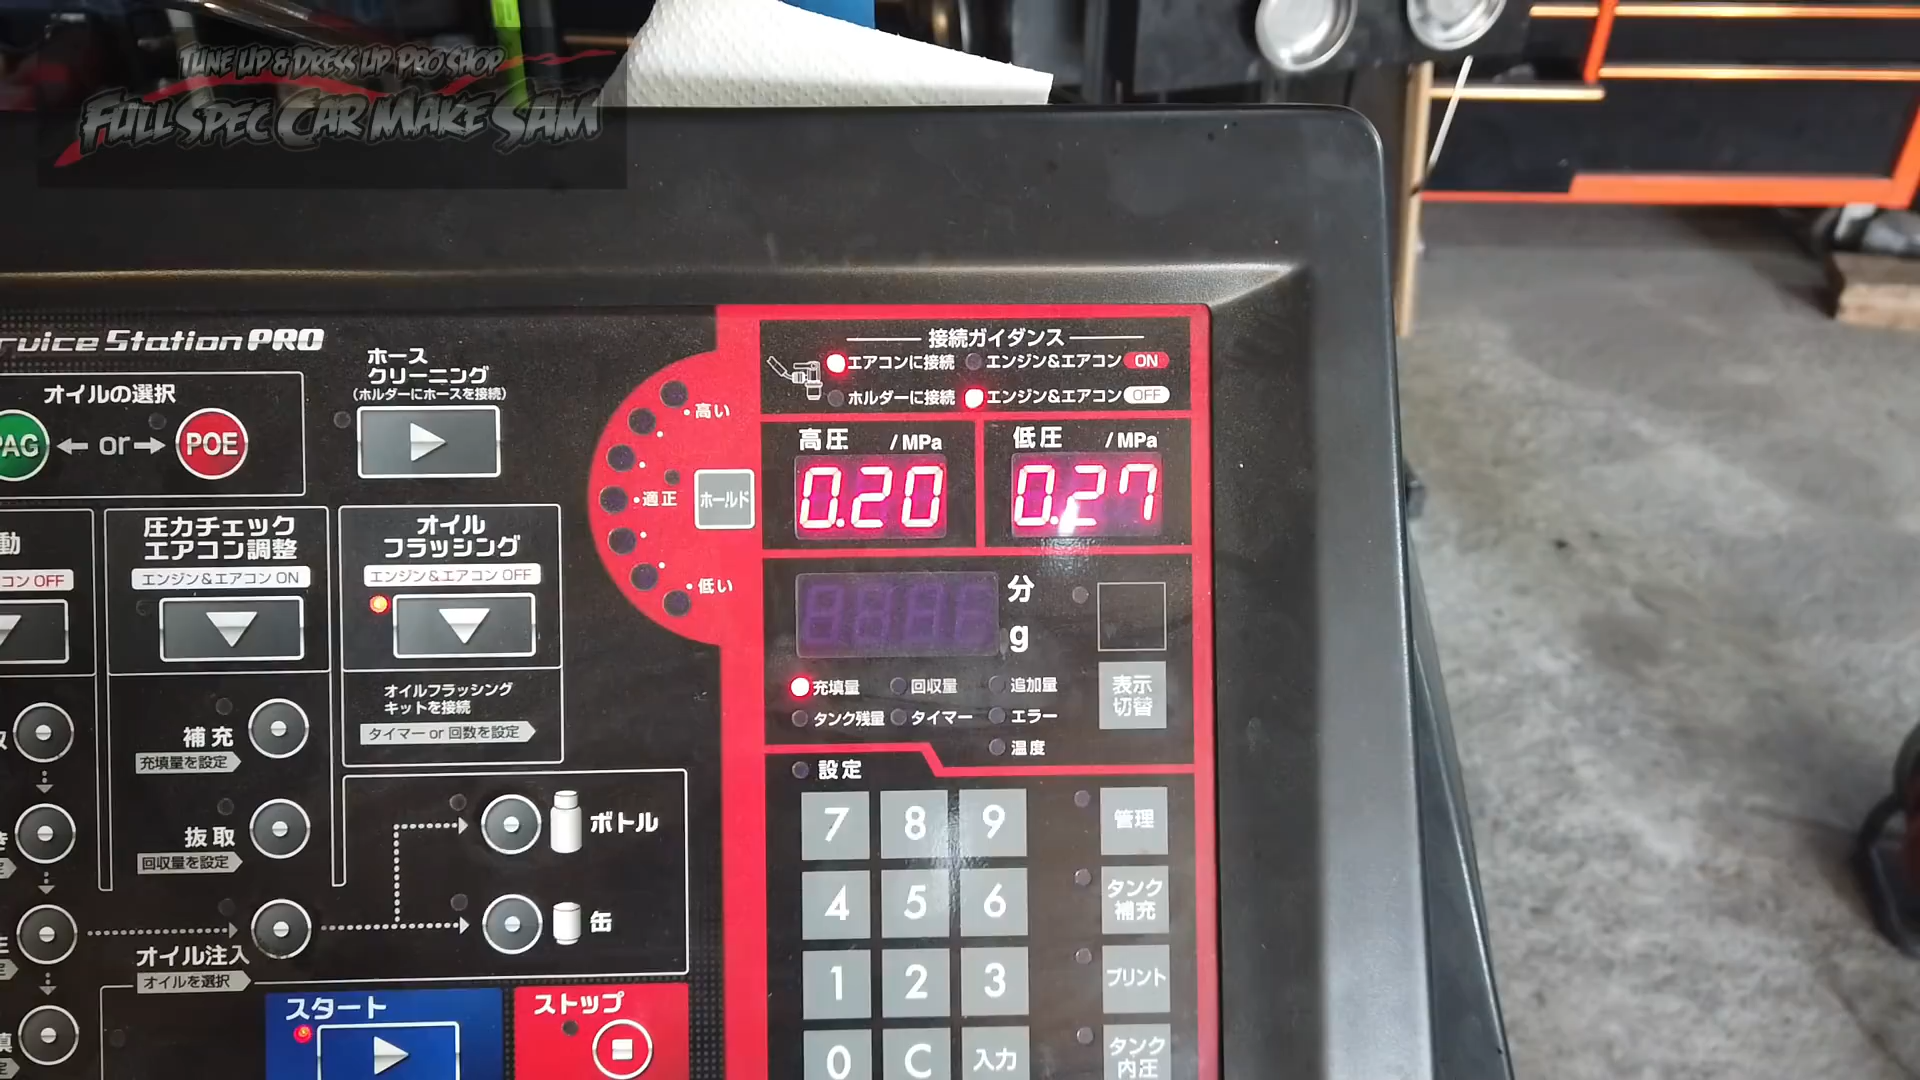 TUNE UP & DRESS UP PRO SHOP
FULL SPEC CAR MAKE SAM
rvice Station PRO
オイルの選択
PAG ← or → POE
ホース
クリーニング
(ホルダーにホースを接続)
動
コン OFF
圧力チェック
エアコン調整
エンジン&エアコン ON
オイル
フラッシング
エンジン&エアコン OFF
オイルフラッシング
キットを接続
タイマー or 回数を設定
補充
充填量を設定
抜取
回収量を設定
オイル注入
オイルを選択
ボトル
缶
スタート
ストップ
高い
適正
低い
ホールド
接続ガイダンス
エアコンに接続
エンジン&エアコン ON
ホルダーに接続
エンジン&エアコン OFF
高圧 /MPa
0.20
低圧 /MPa
0.27
分
g
充填量
回収量
追加量
タンク残量
タイマー
エラー
温度
表示
切替
設定
7 8 9
管理
4 5 6
タンク
補充
1 2 3
プリント
0 C 入力
タンク
内圧